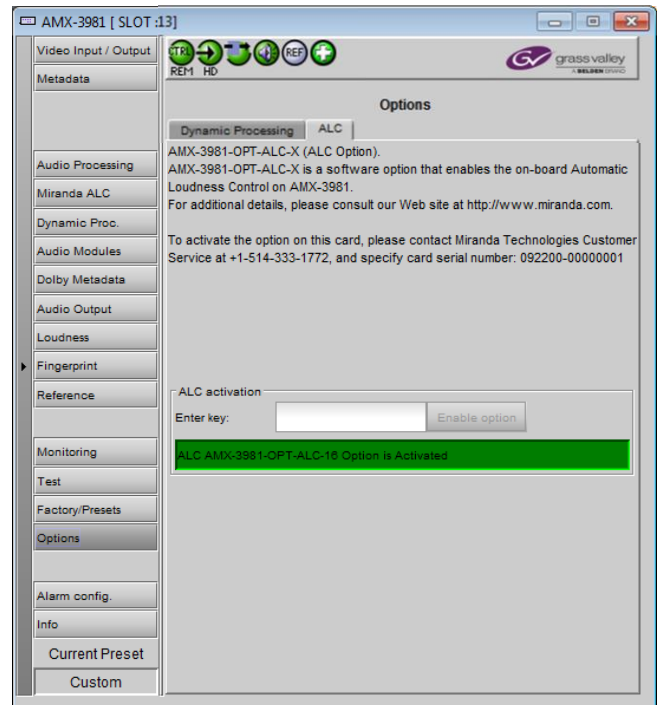 AMX-3981 [ SLOT :13]
Video Input / Output
Metadata
Audio Processing
Miranda ALC
Dynamic Proc.
Audio Modules
Dolby Metadata
Audio Output
Loudness
Fingerprint
Reference
Monitoring
Test
Factory/Presets
Options
Alarm config.
Info
Current Preset
Custom
CTRL
REF
REM HD
GV grass valley
A BELDEN BRAND
Options
Dynamic Processing ALC
AMX-3981-OPT-ALC-X (ALC Option).
AMX-3981-OPT-ALC-X is a software option that enables the on-board Automatic
Loudness Control on AMX-3981.
For additional details, please consult our Web site at http://www.miranda.com.
To activate the option on this card, please contact Miranda Technologies Customer
Service at +1-514-333-1772, and specify card serial number: 092200-00000001
ALC activation
Enter key: Enable option
ALC AMX-3981-OPT-ALC-16 Option is Activated